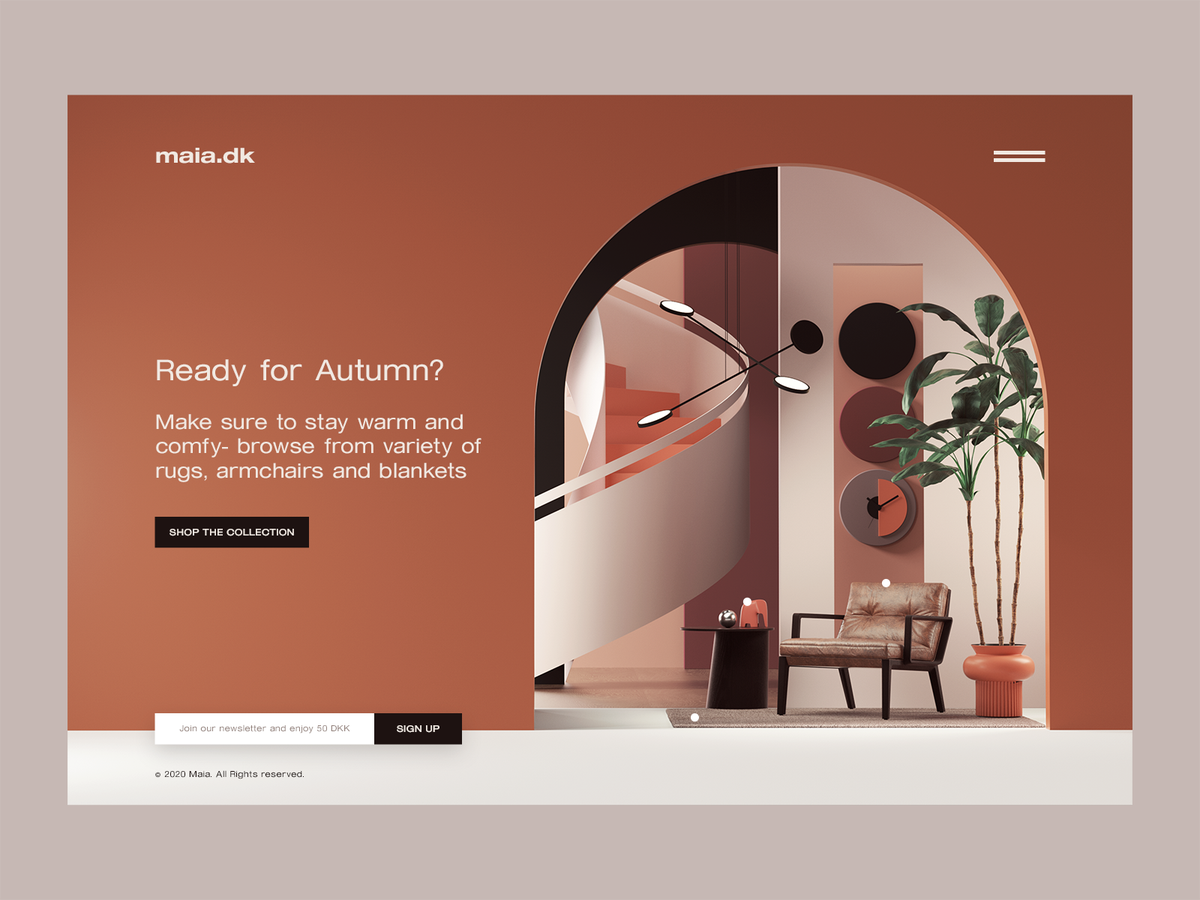 maia.dk
Ready for Autumn?
Make sure to stay warm and
comfy- browse from variety of
rugs, armchairs and blankets
SHOP THE COLLECTION
Join our newsletter and enjoy 50 DKK
SIGN UP
© 2020 Maia. All Rights reserved.